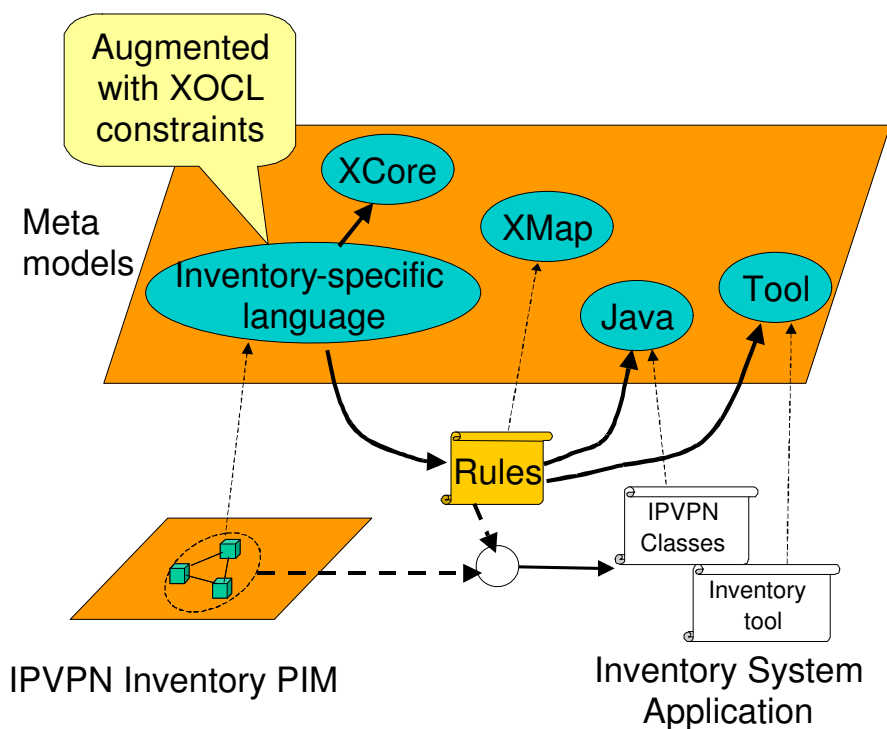 Augmented
with XOCL
constraints
XCore
Meta
models
XMap
Inventory-specific
language
Java
Tool
Rules
IPVPN
Classes
Inventory
tool
IPVPN Inventory PIM
Inventory System
Application